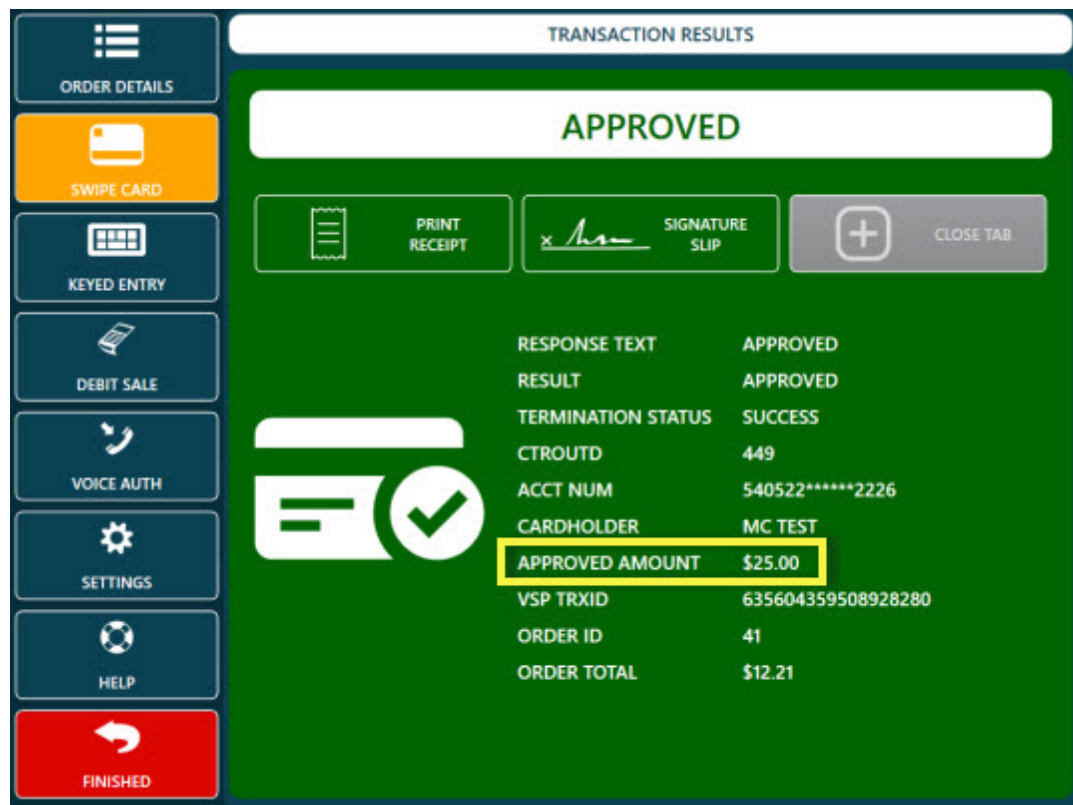 ORDER DETAILS
SWIPE CARD
KEYED ENTRY
DEBIT SALE
VOICE AUTH
SETTINGS
HELP
FINISHED
TRANSACTION RESULTS
APPROVED
PRINT
RECEIPT
x
SIGNATURE
SLIP
CLOSE TAB
RESPONSE TEXT APPROVED
RESULT APPROVED
TERMINATION STATUS SUCCESS
CTROUTD 449
ACCT NUM 540522******2226
CARDHOLDER MC TEST
APPROVED AMOUNT $25.00
VSP TRXID 635604359508928280
ORDER ID 41
ORDER TOTAL $12.21